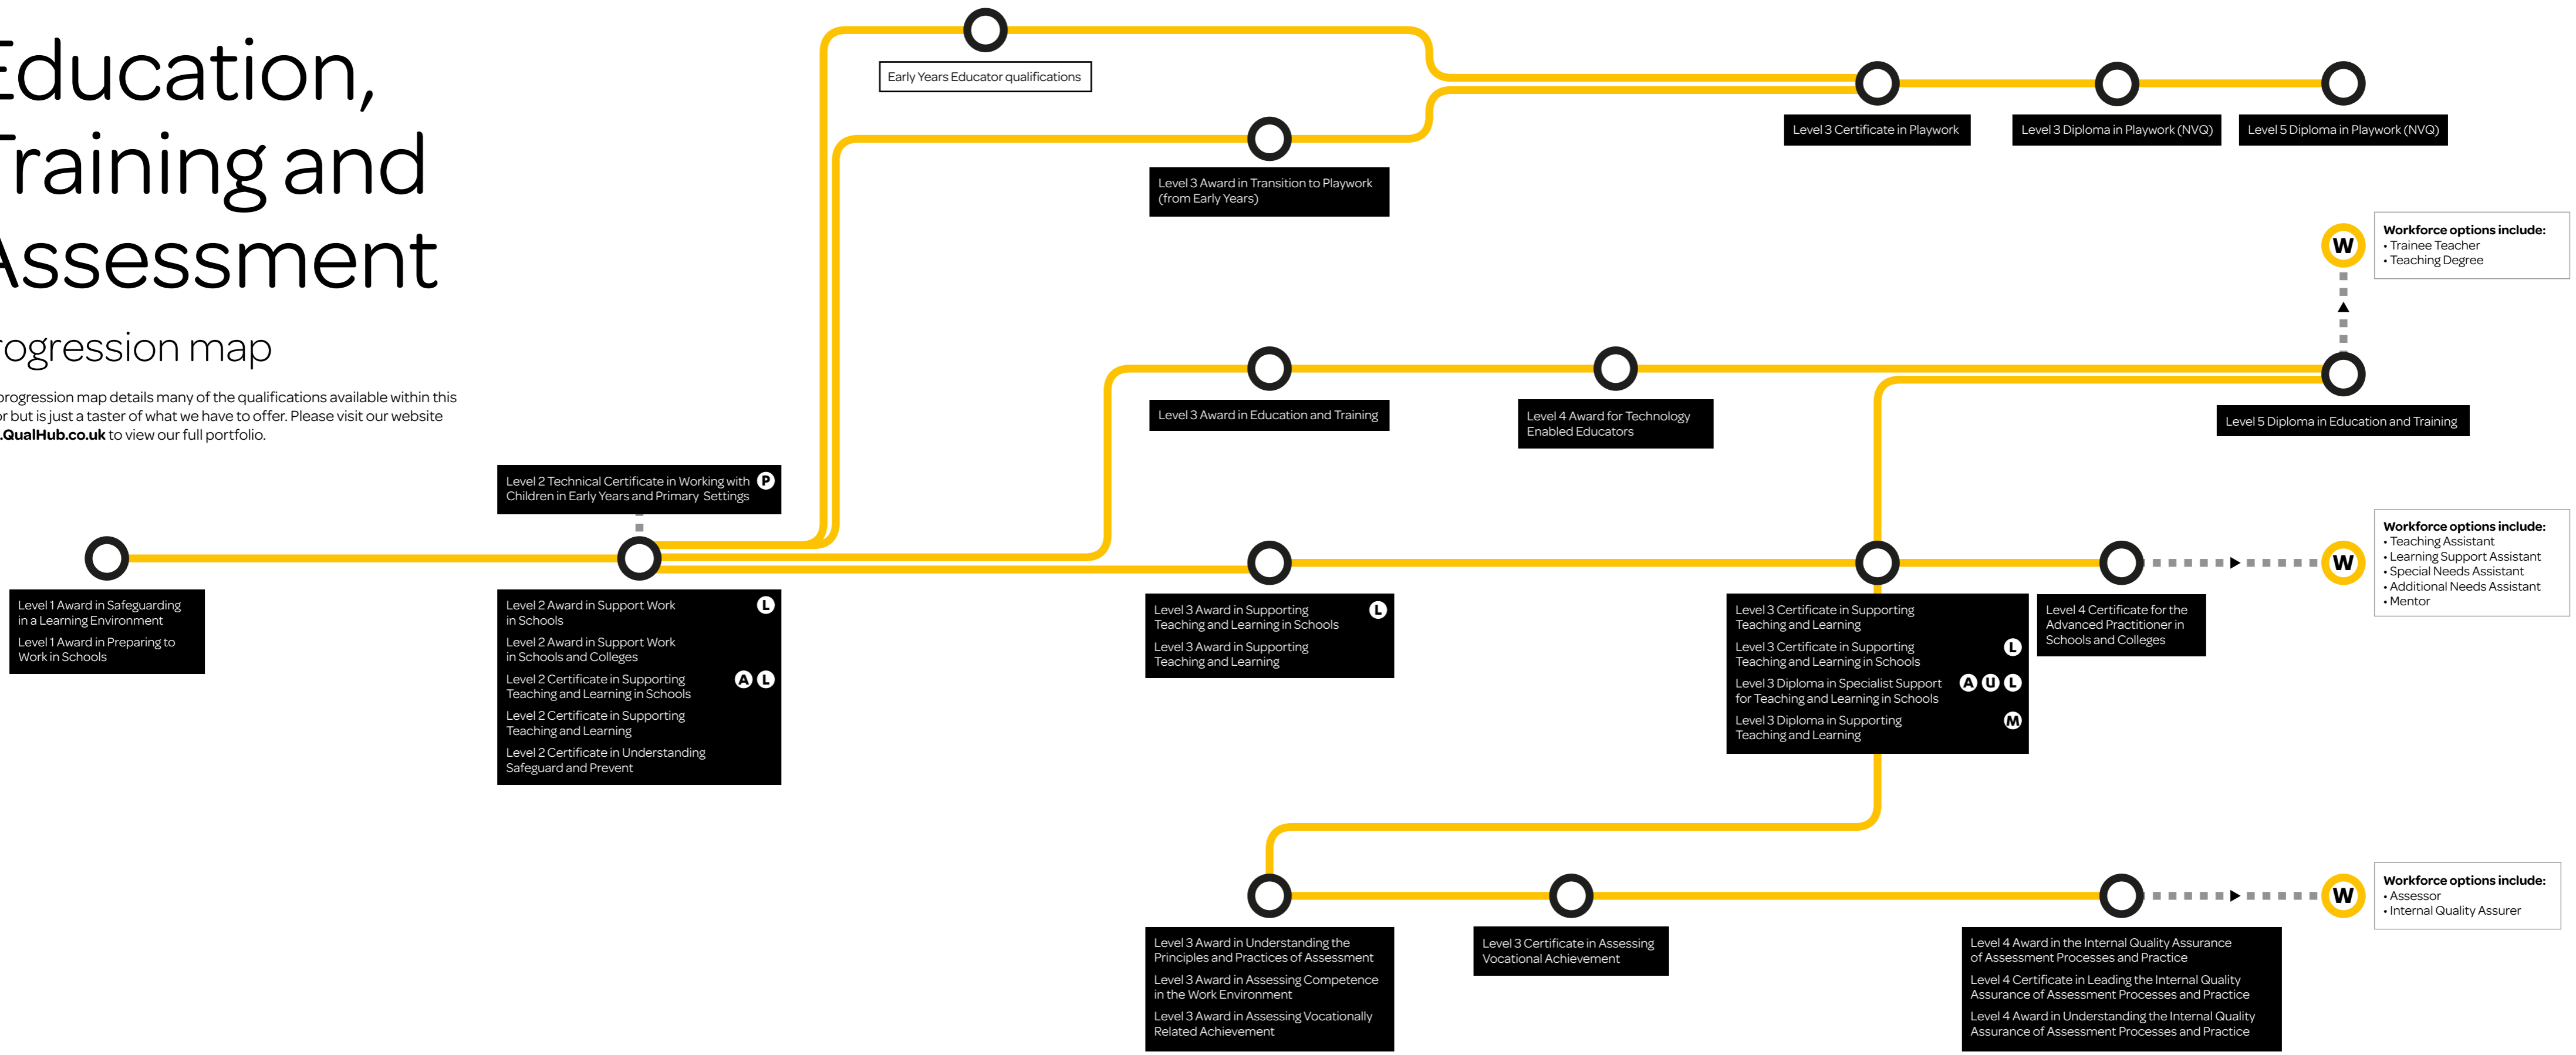 Education,
Training and
Assessment
rogression map
progression map details many of the qualifications available within this
or but is just a taster of what we have to offer. Please visit our website
.QualHub.co.uk to view our full portfolio.
Early Years Educator qualifications
Level 3 Certificate in Playwork
Level 3 Diploma in Playwork (NVQ)
Level 5 Diploma in Playwork (NVQ)
Level 3 Award in Transition to Playwork
(from Early Years)
W
Workforce options include:
• Trainee Teacher
• Teaching Degree
Level 3 Award in Education and Training
Level 4 Award for Technology
Enabled Educators
Level 5 Diploma in Education and Training
Level 2 Technical Certificate in Working with P
Children in Early Years and Primary Settings
Level 1 Award in Safeguarding
in a Learning Environment
Level 1 Award in Preparing to
Work in Schools
Level 2 Award in Support Work L
in Schools
Level 2 Award in Support Work
in Schools and Colleges
Level 2 Certificate in Supporting A L
Teaching and Learning in Schools
Level 2 Certificate in Supporting
Teaching and Learning
Level 2 Certificate in Understanding
Safeguard and Prevent
Level 3 Award in Supporting L
Teaching and Learning in Schools
Level 3 Award in Supporting
Teaching and Learning
Level 3 Certificate in Supporting
Teaching and Learning
Level 3 Certificate in Supporting L
Teaching and Learning in Schools
Level 3 Diploma in Specialist Support A U L
for Teaching and Learning in Schools
Level 3 Diploma in Supporting M
Teaching and Learning
Level 4 Certificate for the
Advanced Practitioner in
Schools and Colleges
W
Workforce options include:
• Teaching Assistant
• Learning Support Assistant
• Special Needs Assistant
• Additional Needs Assistant
• Mentor
Level 3 Award in Understanding the
Principles and Practices of Assessment
Level 3 Award in Assessing Competence
in the Work Environment
Level 3 Award in Assessing Vocationally
Related Achievement
Level 3 Certificate in Assessing
Vocational Achievement
Level 4 Award in the Internal Quality Assurance
of Assessment Processes and Practice
Level 4 Certificate in Leading the Internal Quality
Assurance of Assessment Processes and Practice
Level 4 Award in Understanding the Internal Quality
Assurance of Assessment Processes and Practice
W
Workforce options include:
• Assessor
• Internal Quality Assurer